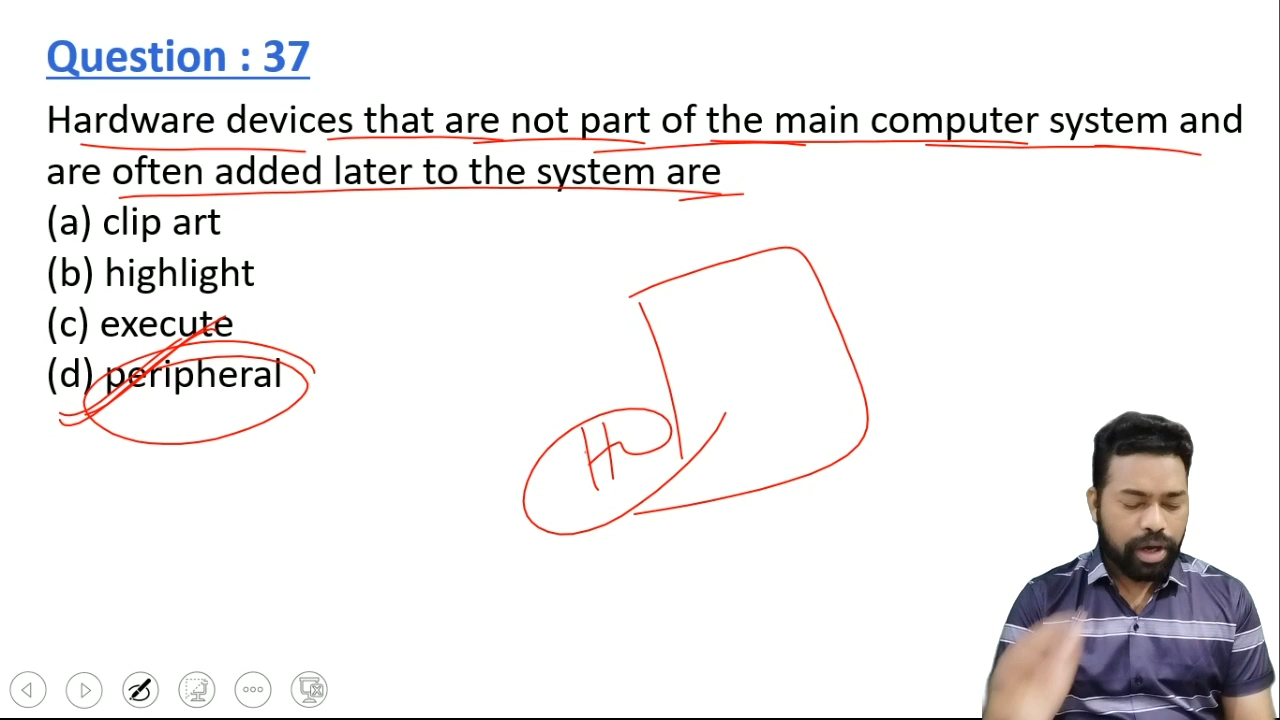 Question : 37
Hardware devices that are not part of the main computer system and
are often added later to the system are
(a) clip art
(b) highlight
(c) execute
(d) peripheral